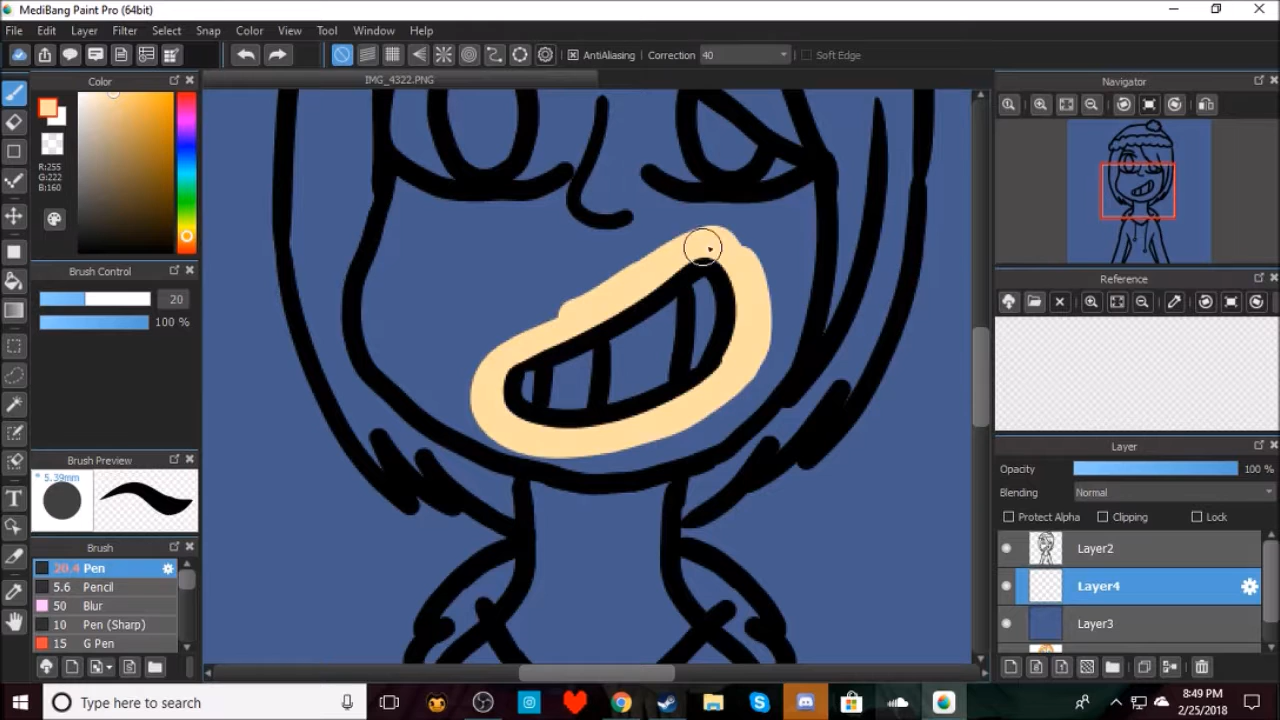 MediBang Paint Pro (64bit)
File Edit Layer Filter Select Snap Color View Tool Window Help
AntiAliasing Correction 40 Soft Edge
Color
IMG_4322.PNG
Navigator
R:255
G:222
B:160
Brush Control
20
100 %
Reference
Brush Preview
* 5.39mm
Layer
Opacity 100 %
Blending Normal
Protect Alpha Clipping Lock
Brush
20.4 Pen
5.6 Pencil
50 Blur
10 Pen (Sharp)
15 G Pen
Layer2
Layer4
Layer3
Type here to search
8:49 PM
2/25/2018